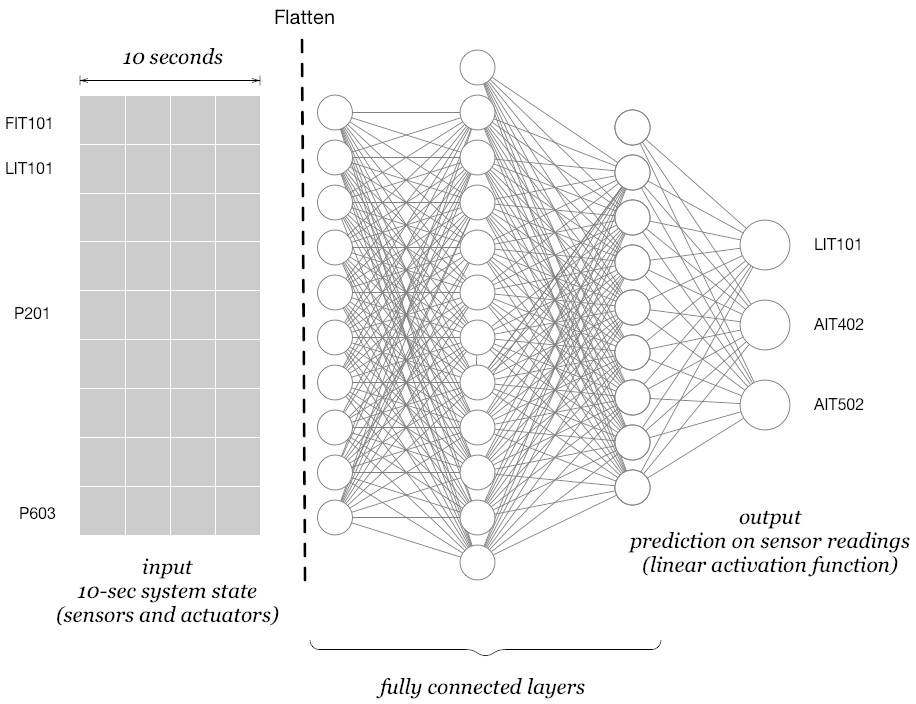 Flatten
10 seconds
FIT101
LIT101
P201
P603
input
10-sec system state
(sensors and actuators)
LIT101
AIT402
AIT502
output
prediction on sensor readings
(linear activation function)
fully connected layers